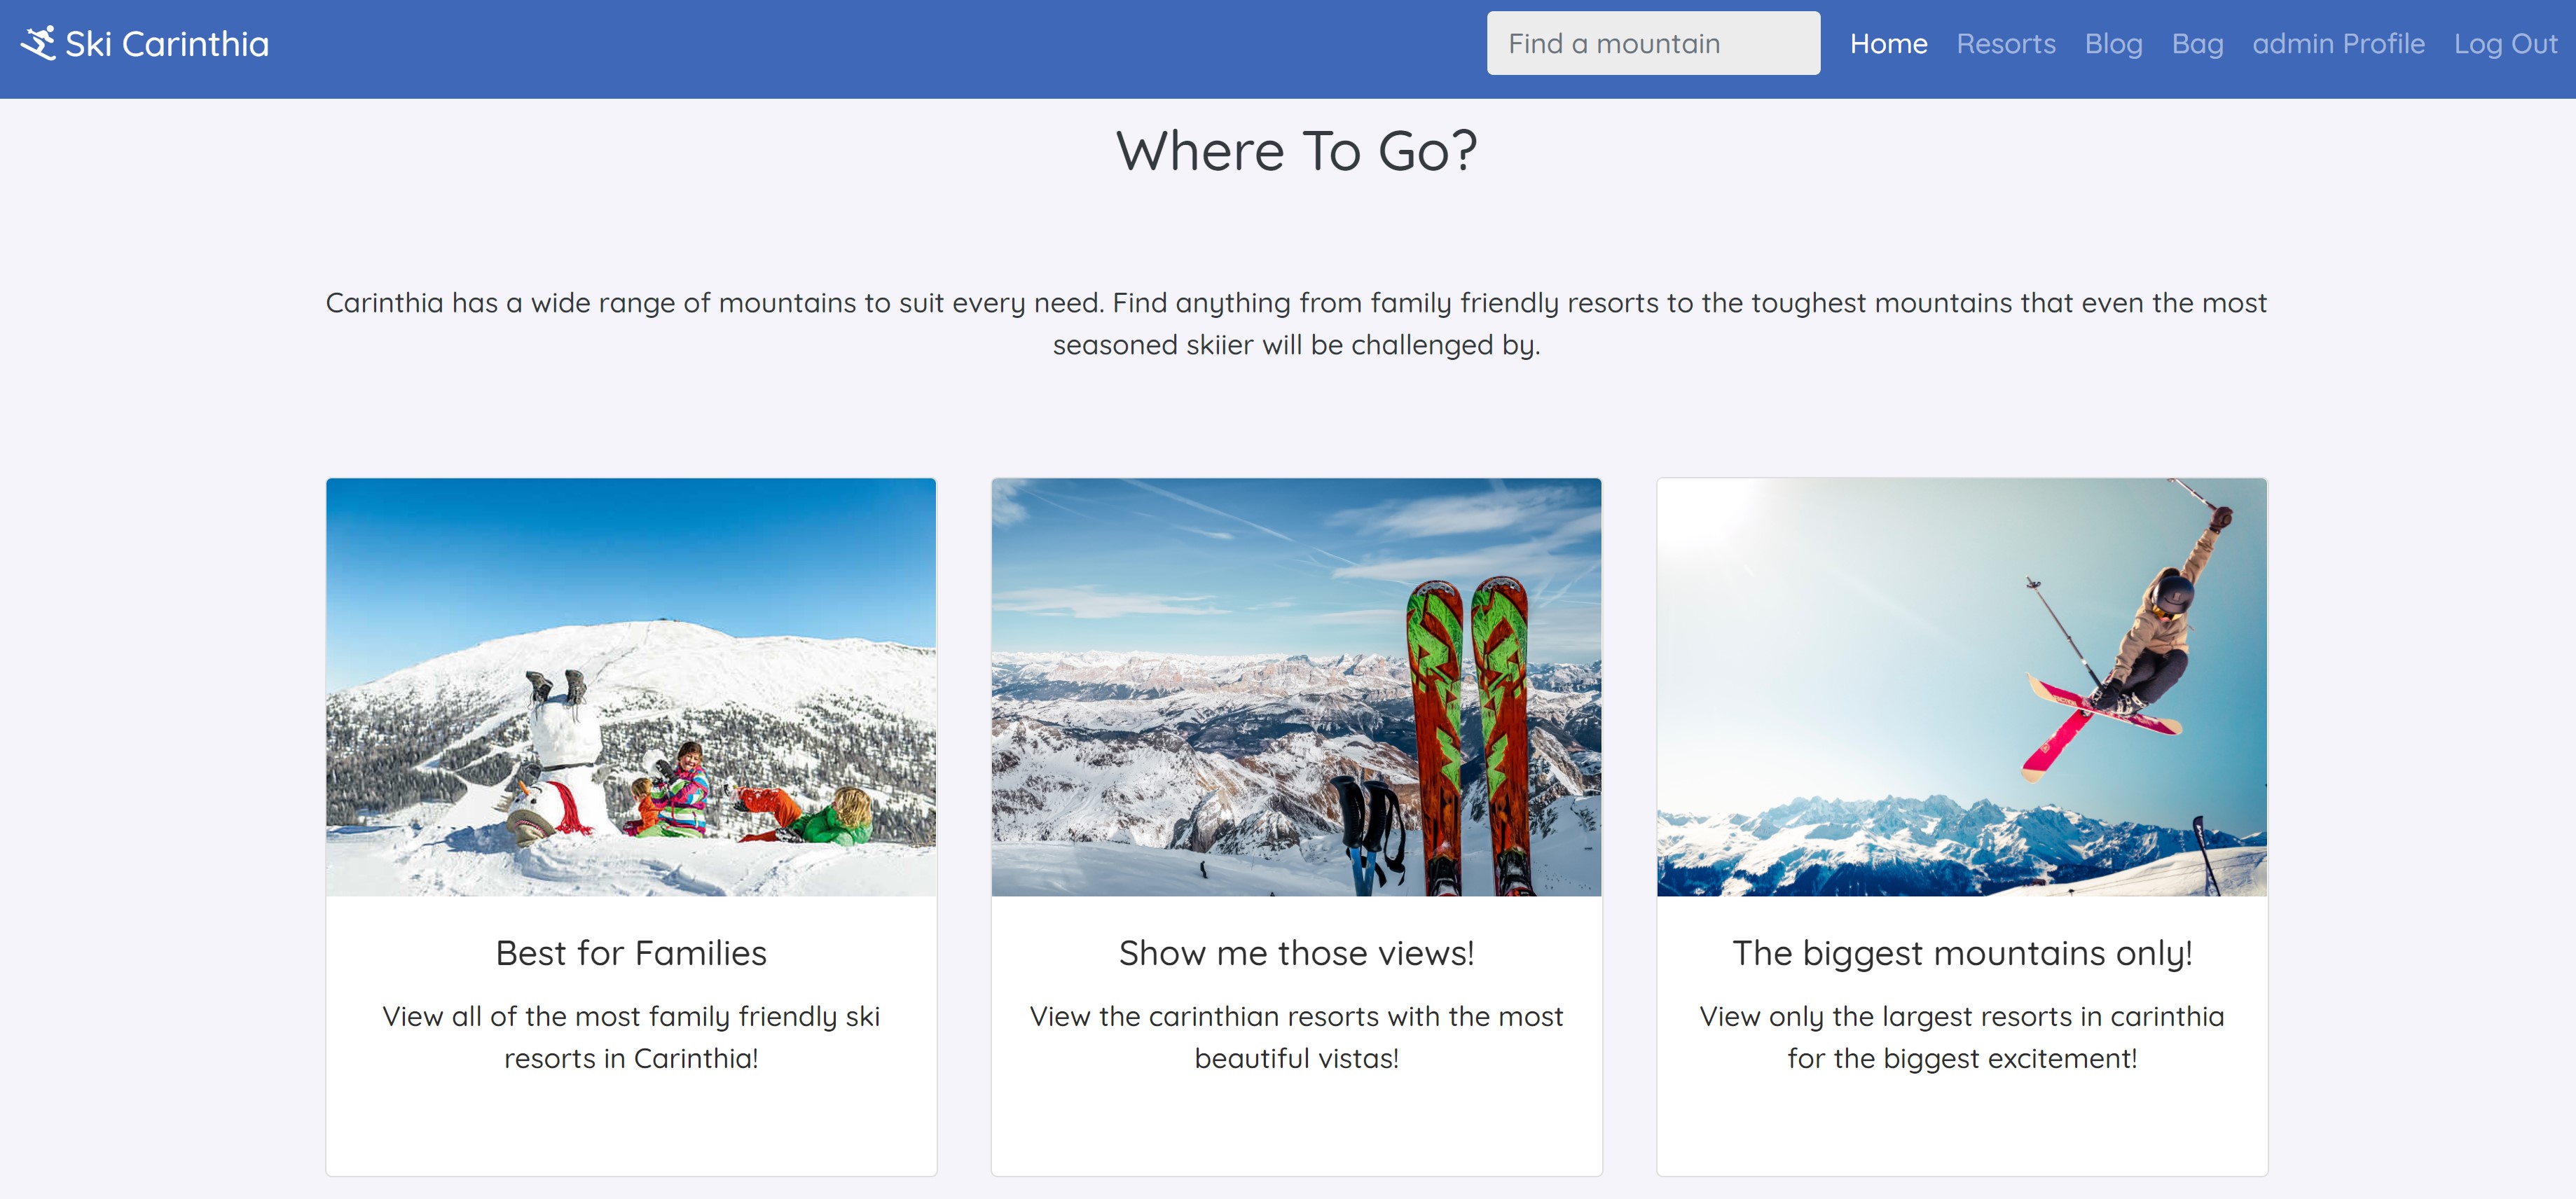 Ski Carinthia
Find a mountain
Home Resorts Blog Bag admin Profile Log Out
Where To Go?
Carinthia has a wide range of mountains to suit every need. Find anything from family friendly resorts to the toughest mountains that even the most
seasoned skiier will be challenged by.
Best for Families
View all of the most family friendly ski
resorts in Carinthia!
Show me those views!
View the carinthian resorts with the most
beautiful vistas!
The biggest mountains only!
View only the largest resorts in carinthia
for the biggest excitement!